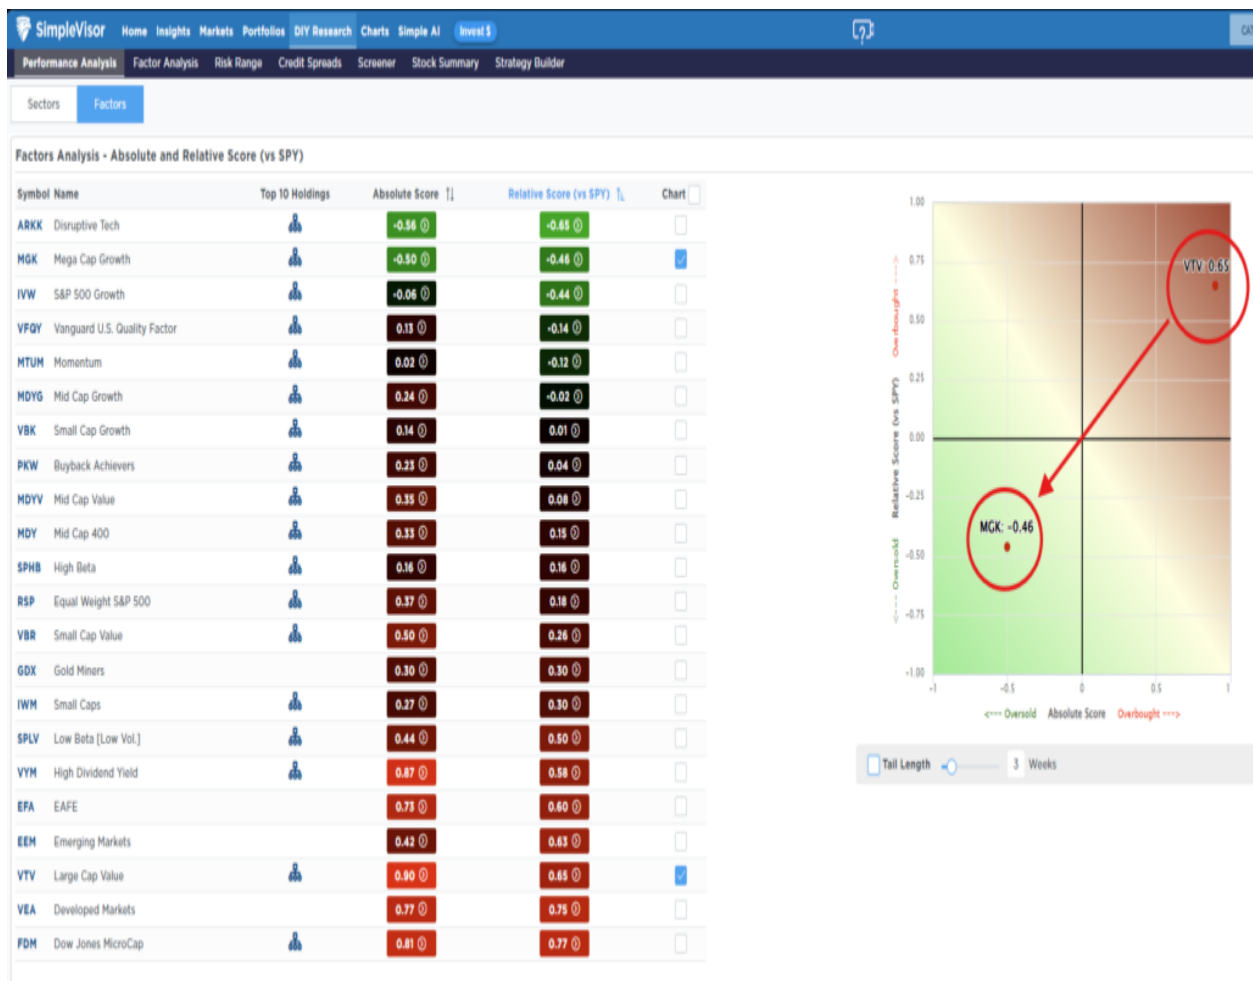 SimpleVisor Home Insights Markets Portfolios DIY Research Charts Simple AI Invest $
Performance Analysis Factor Analysis Risk Range Credit Spreads Screener Stock Summary Strategy Builder
Sectors Factors
Factors Analysis - Absolute and Relative Score (vs SPY)
Symbol Name Top 10 Holdings Absolute Score Relative Score (vs SPY) Chart
ARKK Disruptive Tech -0.56 -0.65
MGK Mega Cap Growth -0.50 -0.46
IVW S&P 500 Growth -0.06 -0.44
VFQY Vanguard U.S. Quality Factor 0.13 -0.14
MTUM Momentum 0.02 -0.12
MDYG Mid Cap Growth 0.24 -0.02
VBK Small Cap Growth 0.14 0.01
PKW Buyback Achievers 0.23 0.04
MDYV Mid Cap Value 0.35 0.08
MDY Mid Cap 400 0.33 0.15
SPHB High Beta 0.16 0.16
RSP Equal Weight S&P 500 0.37 0.18
VBR Small Cap Value 0.50 0.26
GDX Gold Miners 0.30 0.30
IWM Small Caps 0.27 0.30
SPLV Low Beta [Low Vol.] 0.44 0.50
VYM High Dividend Yield 0.87 0.58
EFA EAFE 0.73 0.60
EEM Emerging Markets 0.42 0.63
VTV Large Cap Value 0.90 0.65
VEA Developed Markets 0.77 0.75
FDM Dow Jones MicroCap 0.81 0.77
1.00
0.75
0.50
0.25
0.00
-0.25
-0.50
-0.75
-1.00
<--- Oversold Relative Score (vs SPY) Overbought --->
VTV: 0.65
MGK: -0.46
-1 -0.5 0 0.5 1
<--- Oversold Absolute Score Overbought --->
Tail Length 3 Weeks